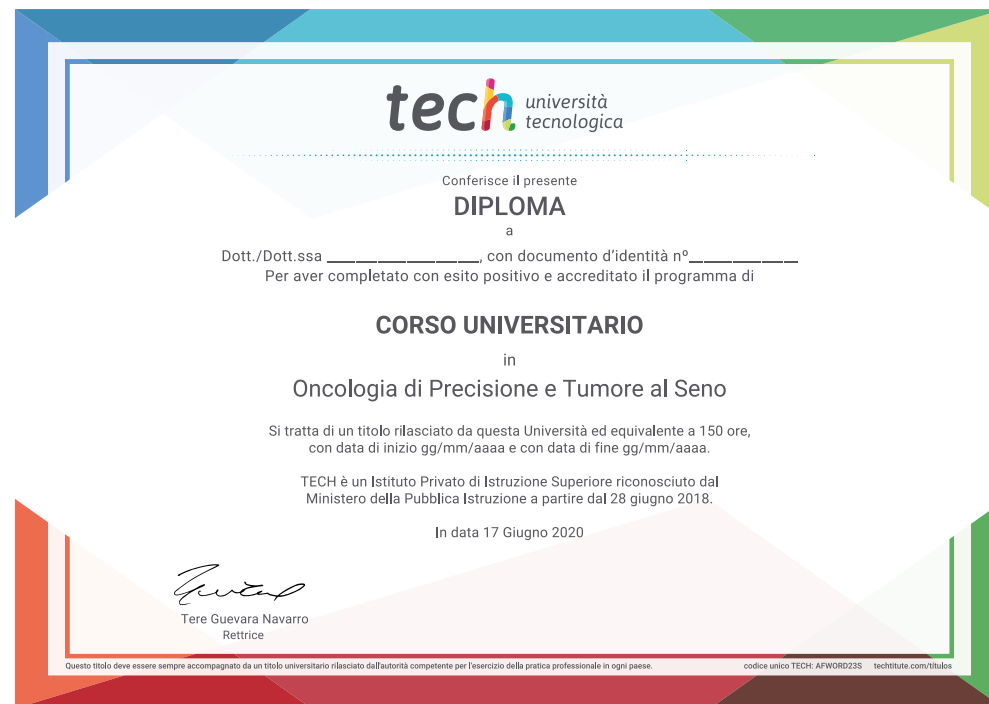 tech università
tecnologica
Conferisce il presente
DIPLOMA
a
Dott./Dott.ssa _______________, con documento d'identità nº___________
Per aver completato con esito positivo e accreditato il programma di
CORSO UNIVERSITARIO
in
Oncologia di Precisione e Tumore al Seno
Si tratta di un titolo rilasciato da questa Università ed equivalente a 150 ore,
con data di inizio gg/mm/aaaa e con data di fine gg/mm/aaaa.
TECH è un Istituto Privato di Istruzione Superiore riconosciuto dal
Ministero della Pubblica Istruzione a partire dal 28 giugno 2018.
In data 17 Giugno 2020
Tere Guevara Navarro
Rettrice
Questo titolo deve essere sempre accompagnato da un titolo universitario rilasciato dall'autorità competente per l'esercizio della pratica professionale in ogni paese.
codice unico TECH: AFWORD23S techtitute.com/titulos